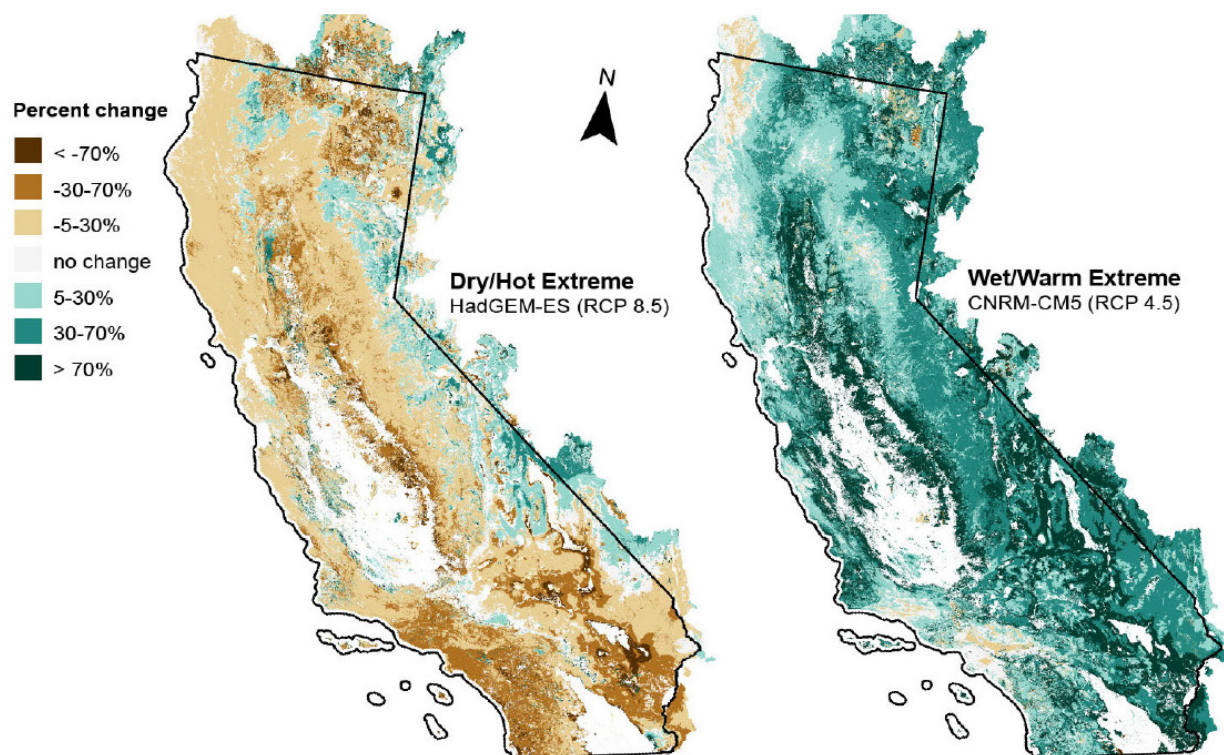 N
Percent change
< -70%
-30-70%
-5-30%
no change
5-30%
30-70%
> 70%
Dry/Hot Extreme
HadGEM-ES (RCP 8.5)
Wet/Warm Extreme
CNRM-CM5 (RCP 4.5)